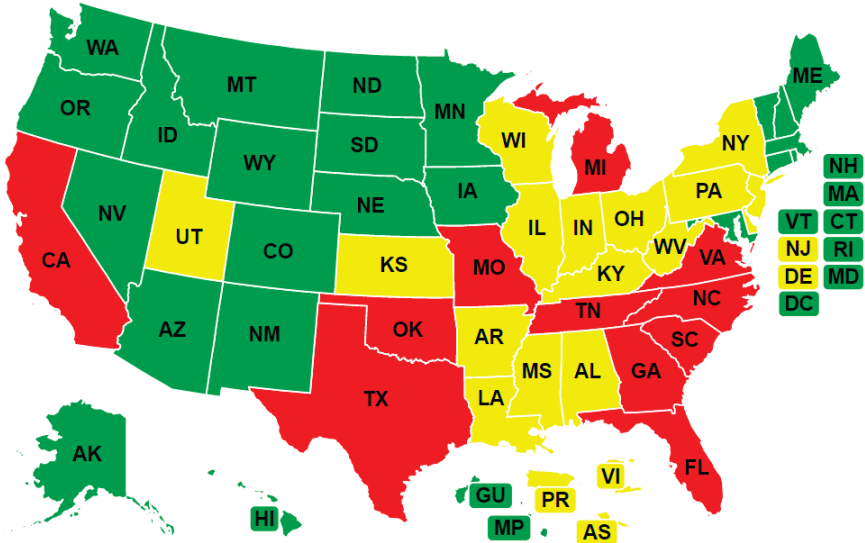 WA
ME
MT
ND
OR
MN
ID
WI
NY
SD
MI
WY
NH
PA
IA
MA
NE
NV
OH
VT
CT
IL
IN
UT
WV
NJ
RI
CO
VA
CA
KS
MO
KY
DE
MD
NC
DC
TN
AZ
OK
NM
AR
SC
MS
AL
GA
TX
LA
AK
FL
VI
GU
PR
HI
MP
AS